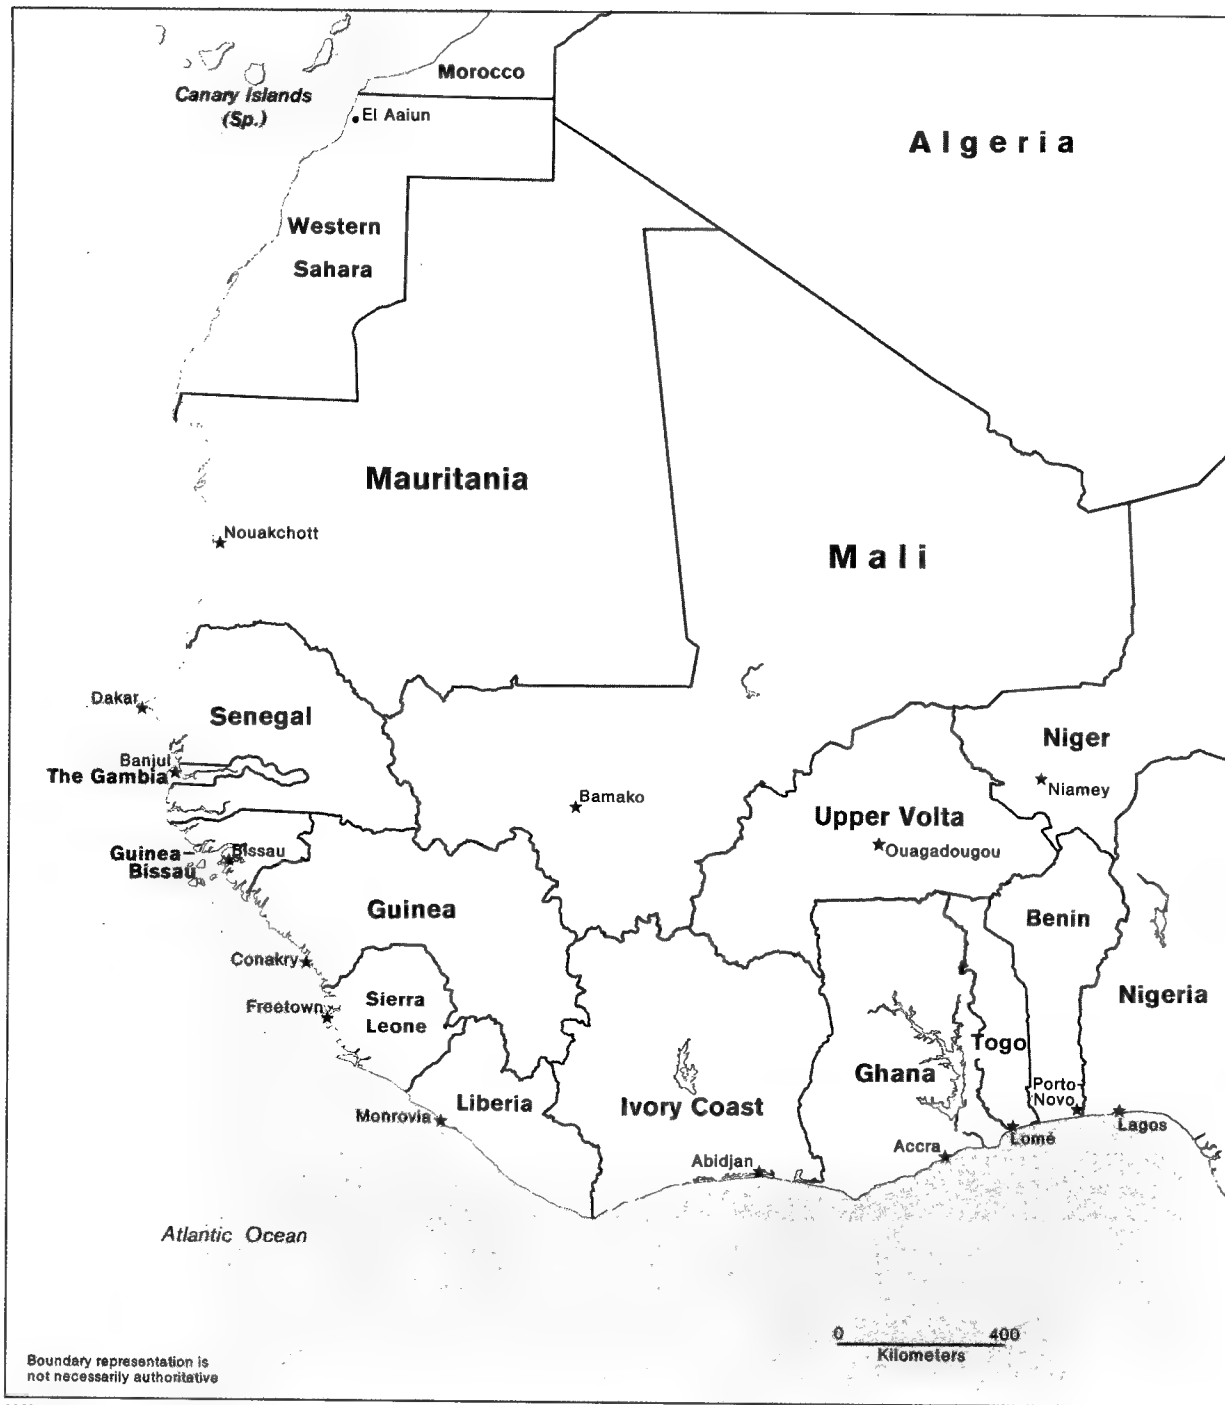 Morocco
Canary Islands
(Sp.)
El Aaiun
Algeria
Western
Sahara
Mauritania
Nouakchott
Mali
Dakar
Senegal
Niger
Banjul
The Gambia
Niamey
Bamako
Upper Volta
Ouagadougou
Guinea-
Bissau
Bissau
Guinea
Benin
Conakry
Nigeria
Sierra
Leone
Freetown
Togo
Ghana
Porto-
Novo
Liberia
Ivory Coast
Monrovia
Lagos
Lomé
Accra
Abidjan
Atlantic Ocean
0 400
Kilometers
Boundary representation is
not necessarily authoritative